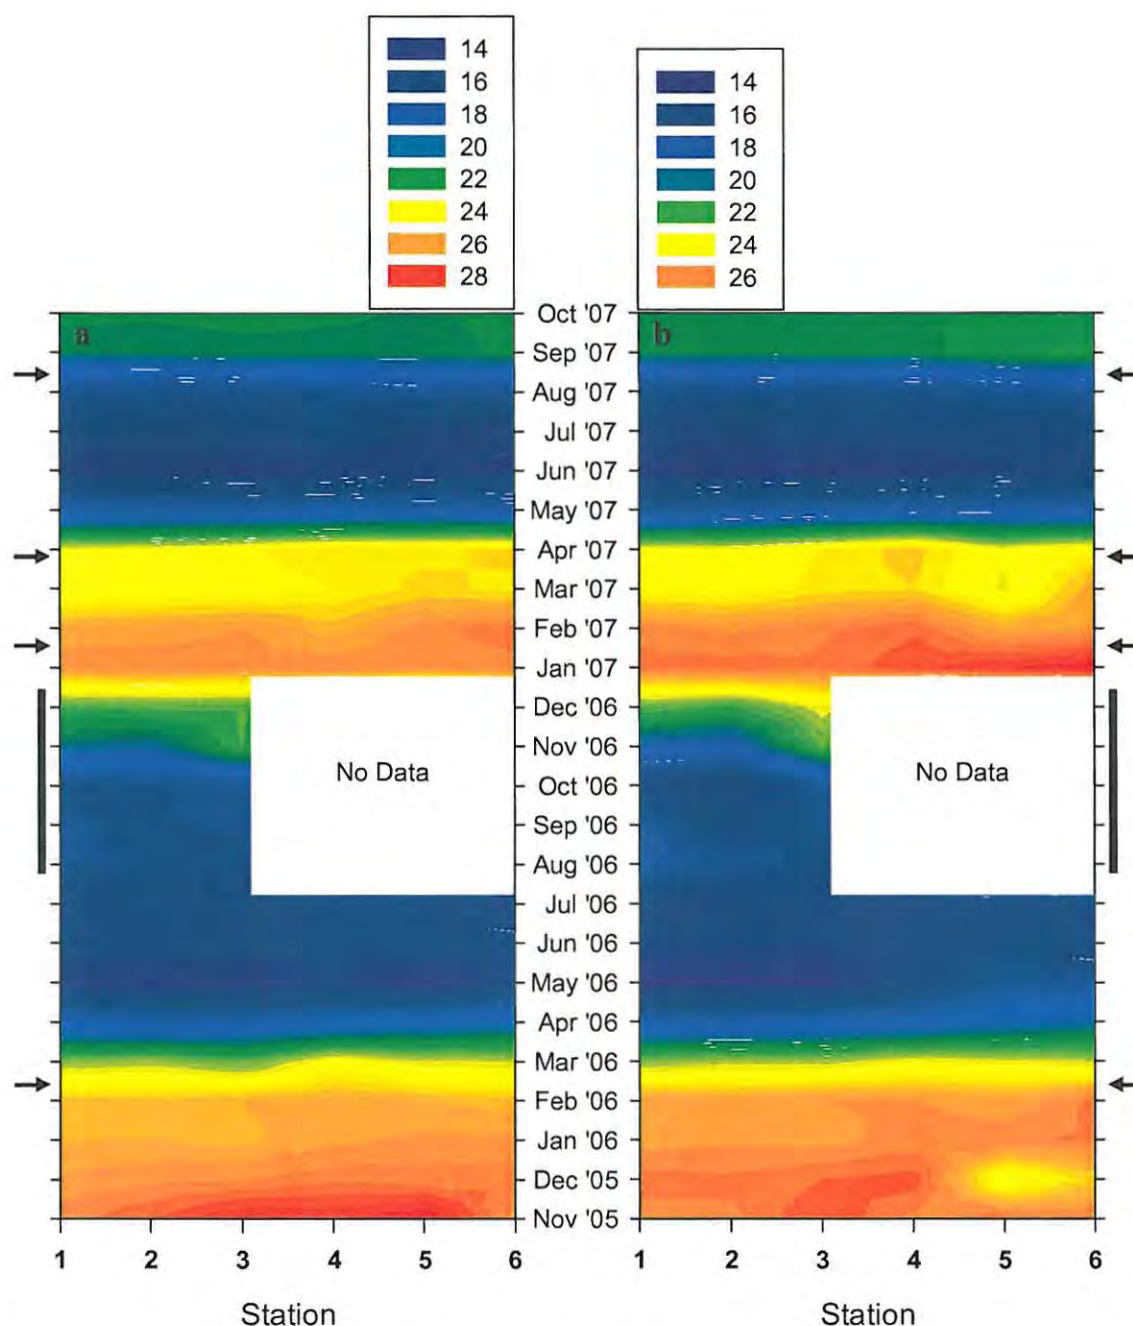 14
16
18
20
22
24
26
28
14
16
18
20
22
24
26
a
b
Oct '07
Sep '07
Aug '07
Jul '07
Jun '07
May '07
Apr '07
Mar '07
Feb '07
Jan '07
Dec '06
Nov '06
Oct '06
Sep '06
Aug '06
Jul '06
Jun '06
May '06
Apr '06
Mar '06
Feb '06
Jan '06
Dec '05
Nov '05
No Data
No Data
1 2 3 4 5 6
1 2 3 4 5 6
Station
Station